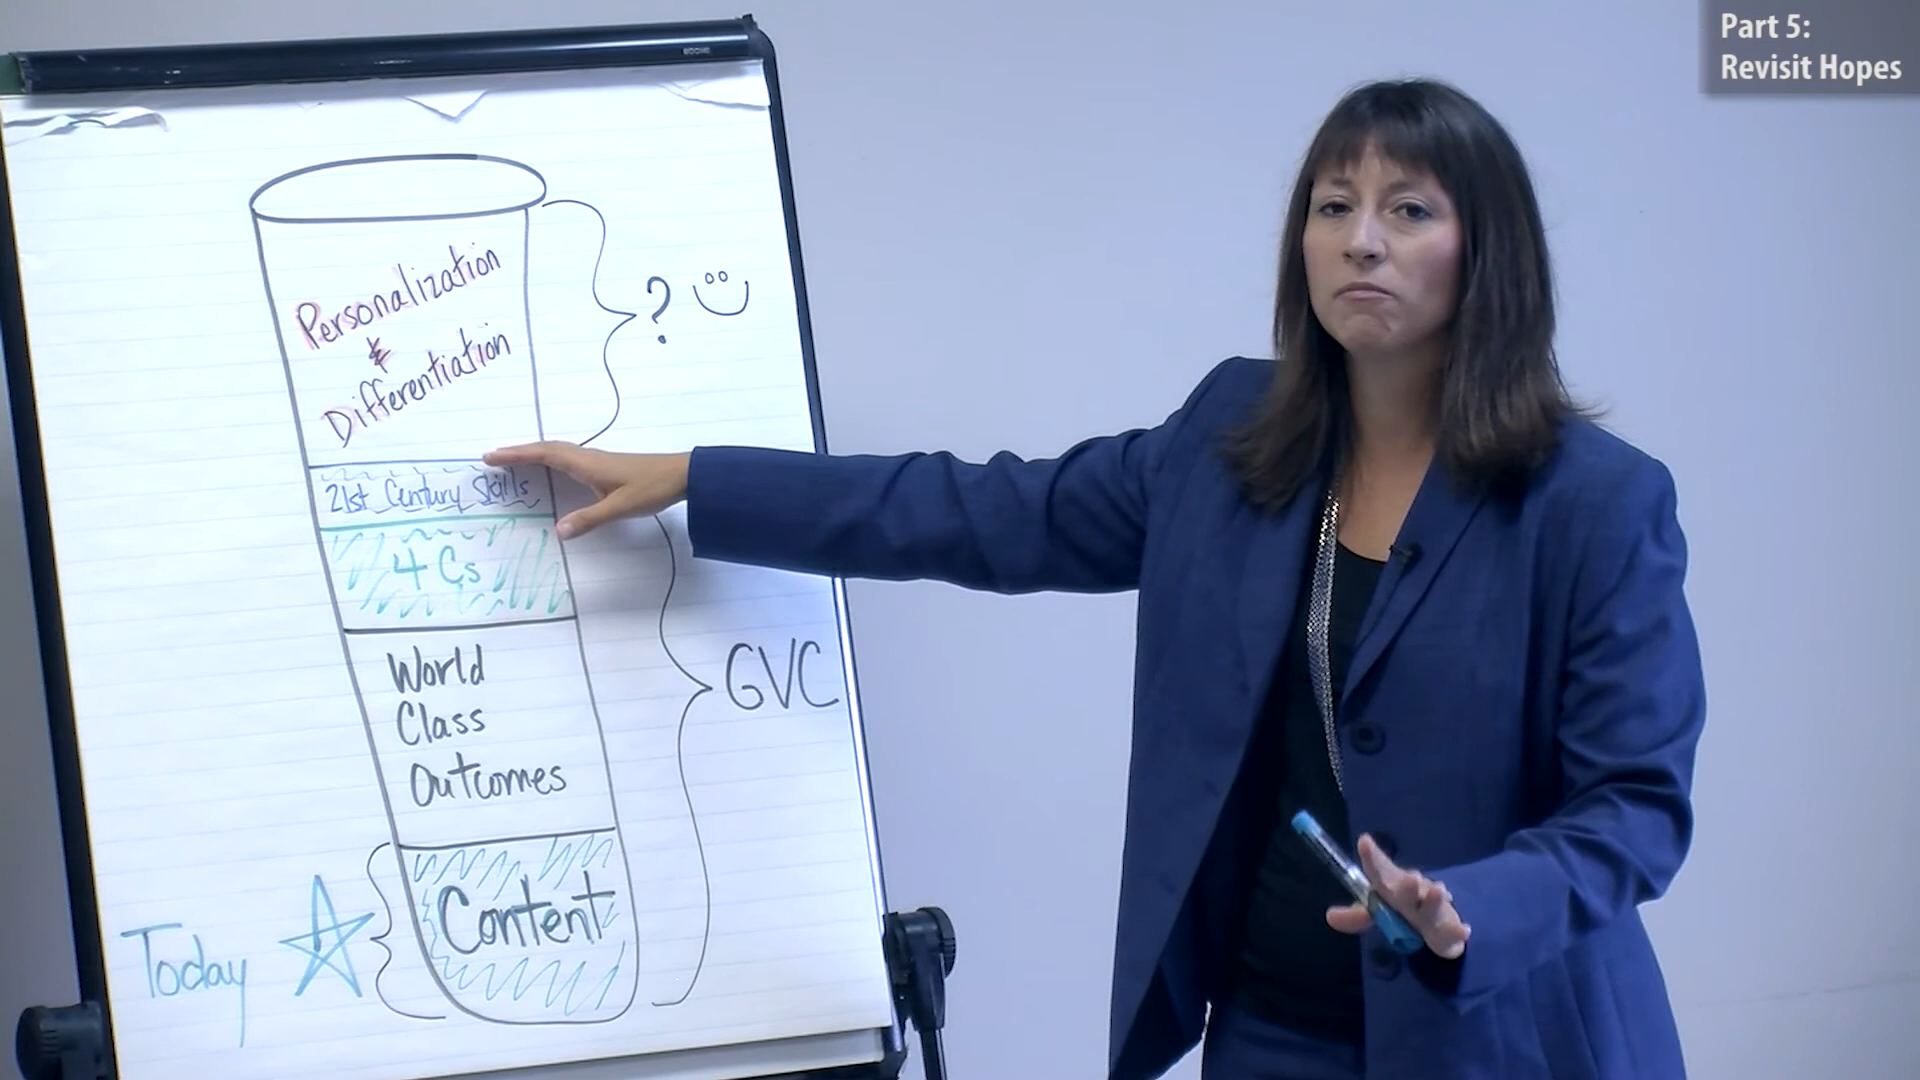 Part 5:
Revisit Hopes
Personalization
&
Differentiation
? 
21st Century Skills
4 Cs
World
Class
Outcomes
GVC
Content
Today